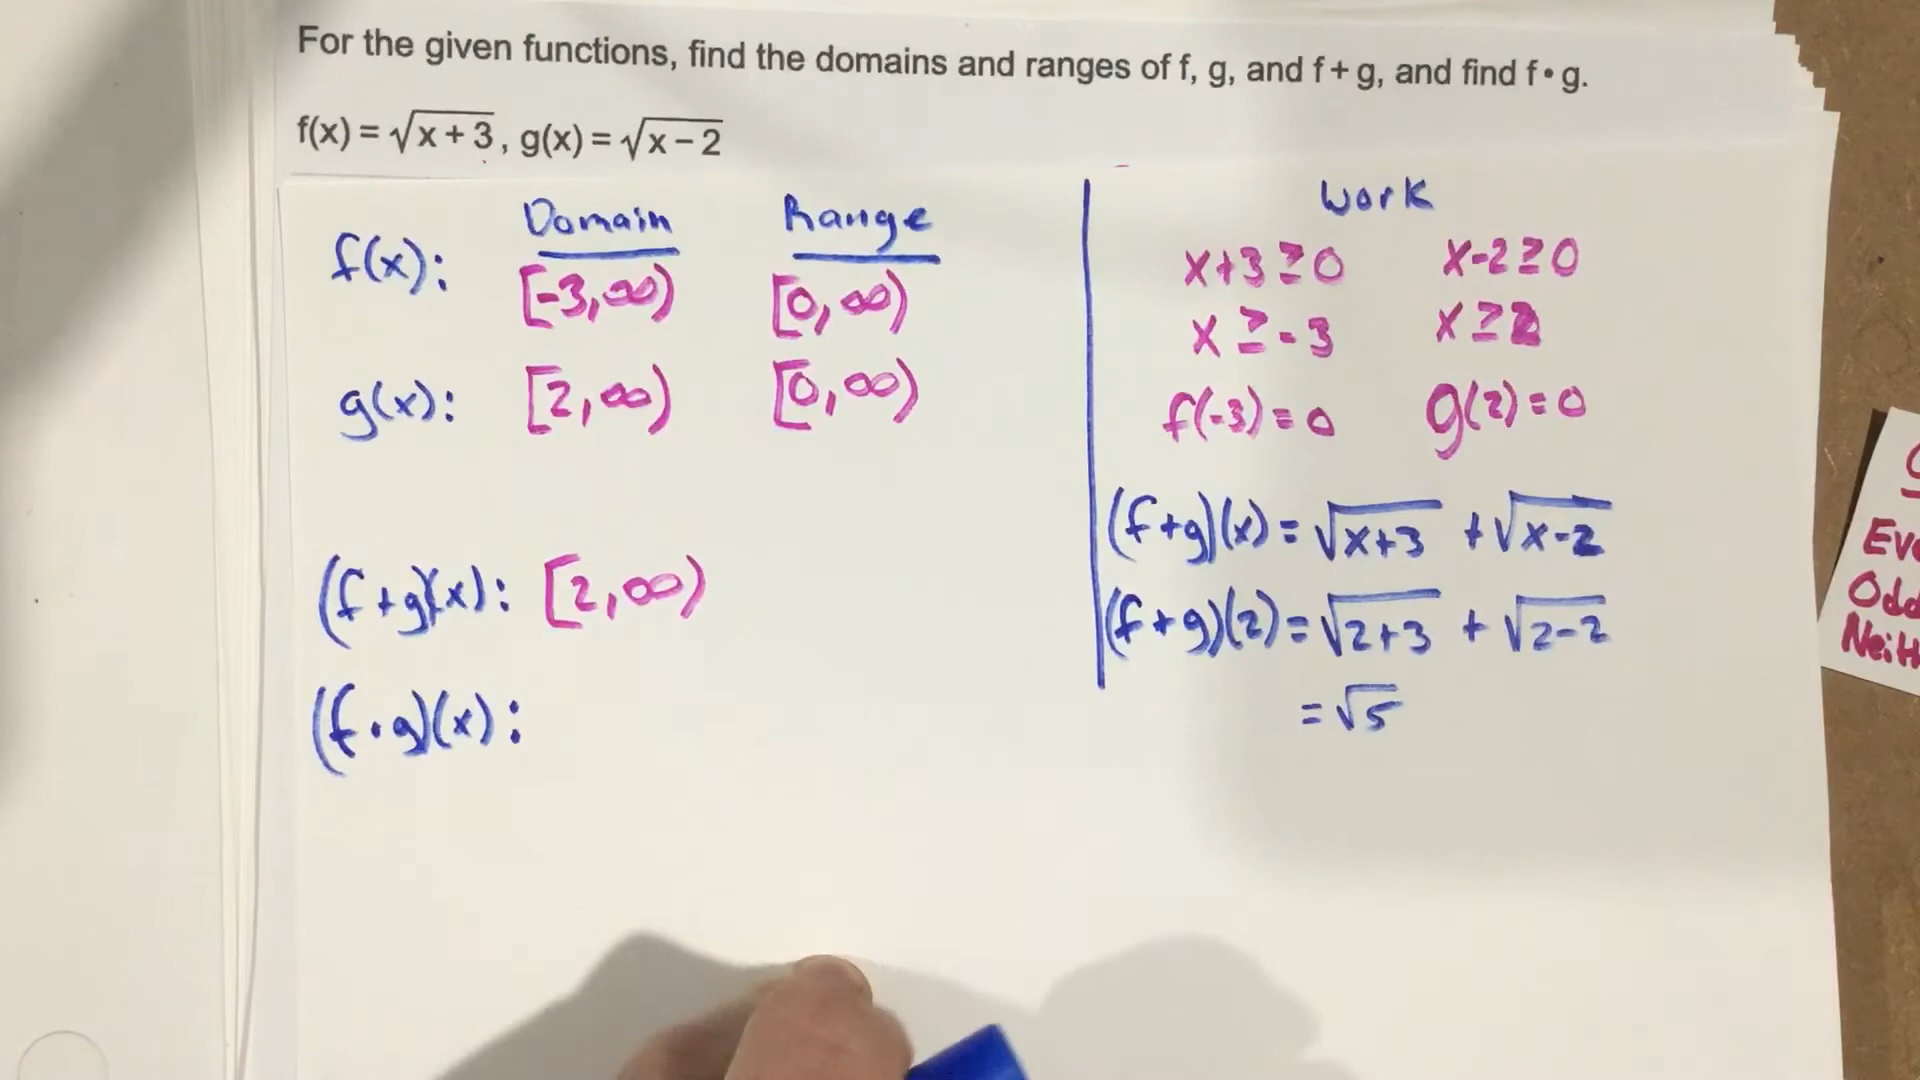 For the given functions, find the domains and ranges of f, g, and f + g, and find f • g.
f(x) = √x + 3, g(x) = √x − 2
Domain Range
f(x): [-3,∞) [0,∞)
g(x): [2,∞) [0,∞)
(f+g)(x): [2,∞)
(f·g)(x):
Work
x+3≥0 x-2≥0
x≥-3 x≥2
f(-3)=0 g(2)=0
(f+g)(x)=√x+3 +√x-2
(f+g)(2)=√2+3 + √2-2
=√5